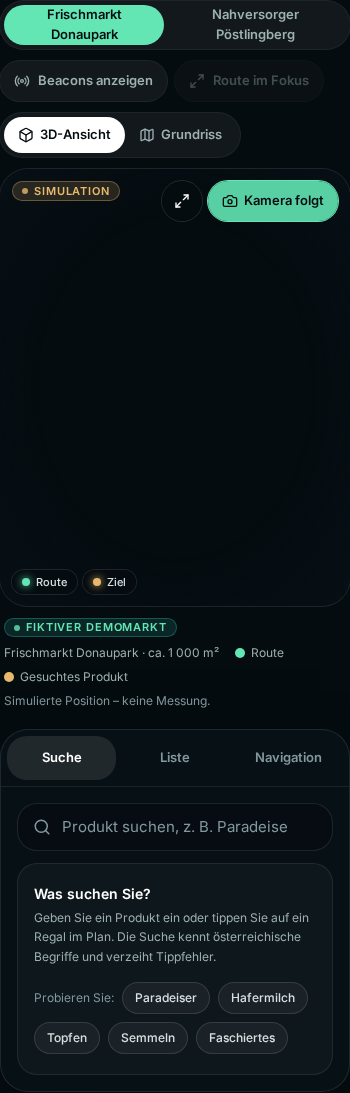 Frischmarkt
Donaupark
Nahversorger
Pöstlingberg
Beacons anzeigen
Route im Fokus
3D-Ansicht
Grundriss
SIMULATION
Kamera folgt
Route
Ziel
FIKTIVER DEMOMARKT
Frischmarkt Donaupark · ca. 1 000 m² Route
Gesuchtes Produkt
Simulierte Position – keine Messung.
Suche
Liste
Navigation
Produkt suchen, z. B. Paradeise
Was suchen Sie?
Geben Sie ein Produkt ein oder tippen Sie auf ein
Regal im Plan. Die Suche kennt österreichische
Begriffe und verzeiht Tippfehler.
Probieren Sie: Paradeiser Hafermilch
Topfen Semmeln Faschiertes